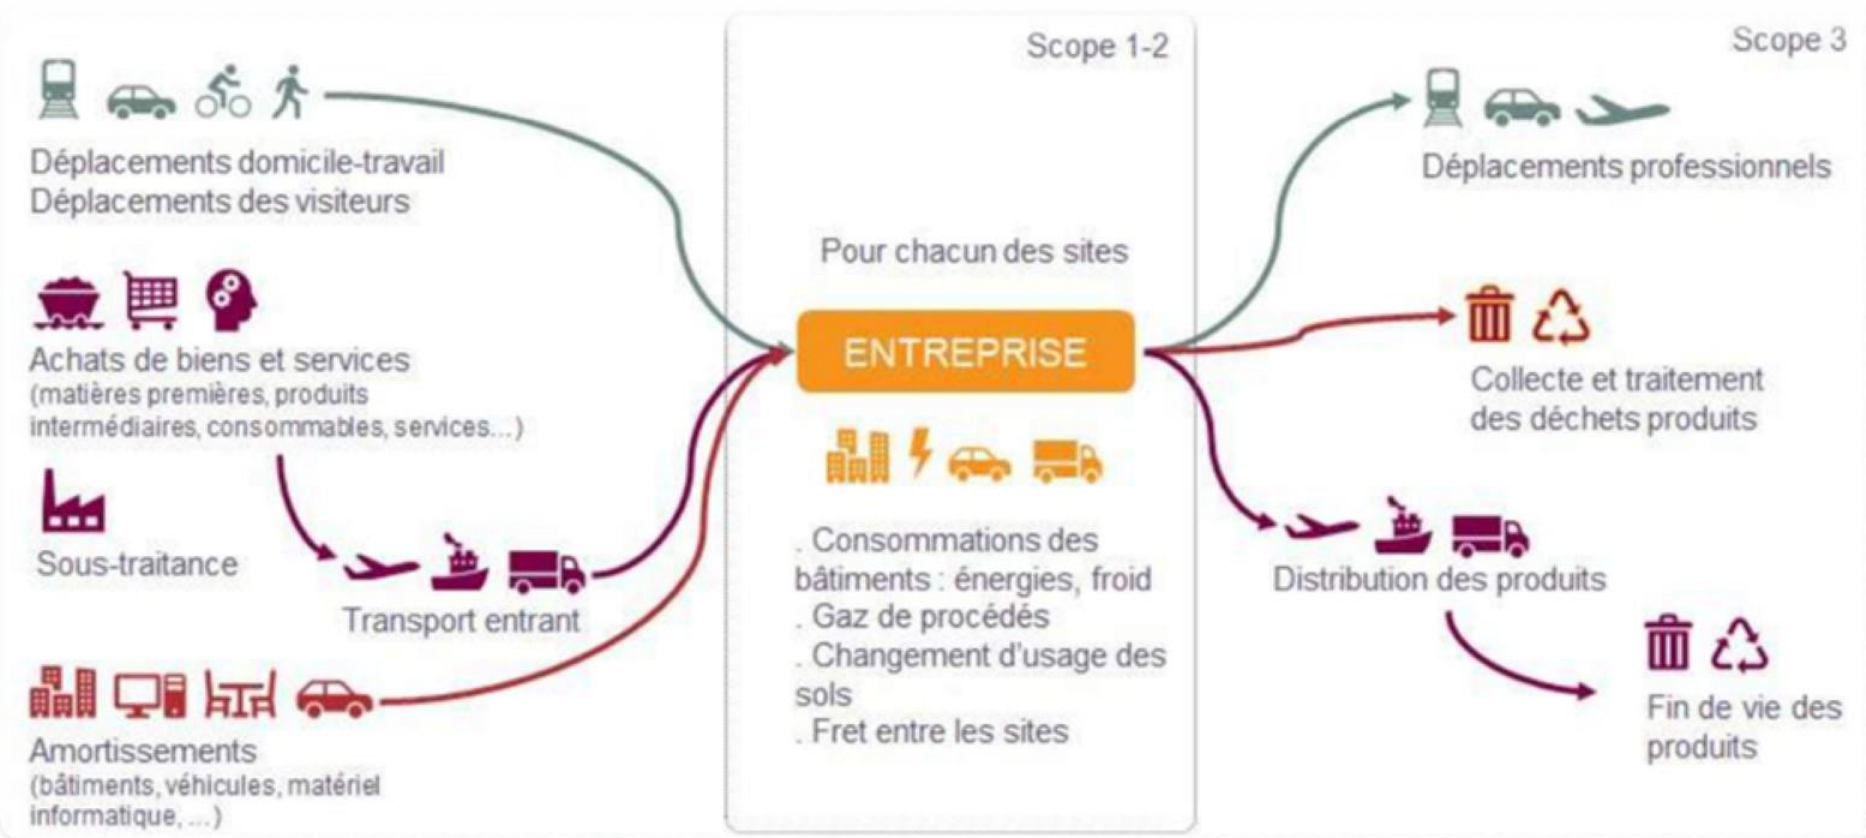 Déplacements domicile-travail
Déplacements des visiteurs
Achats de biens et services
(matières premières, produits
intermédiaires, consommables, services...)
Sous-traitance
Transport entrant
Amortissements
(bâtiments, véhicules, matériel
informatique, ...)
Scope 1-2
Pour chacun des sites
ENTREPRISE
. Consommations des
bâtiments : énergies, froid
. Gaz de procédés
. Changement d'usage des
sols
. Fret entre les sites
Scope 3
Déplacements professionnels
Collecte et traitement
des déchets produits
Distribution des produits
Fin de vie des
produits